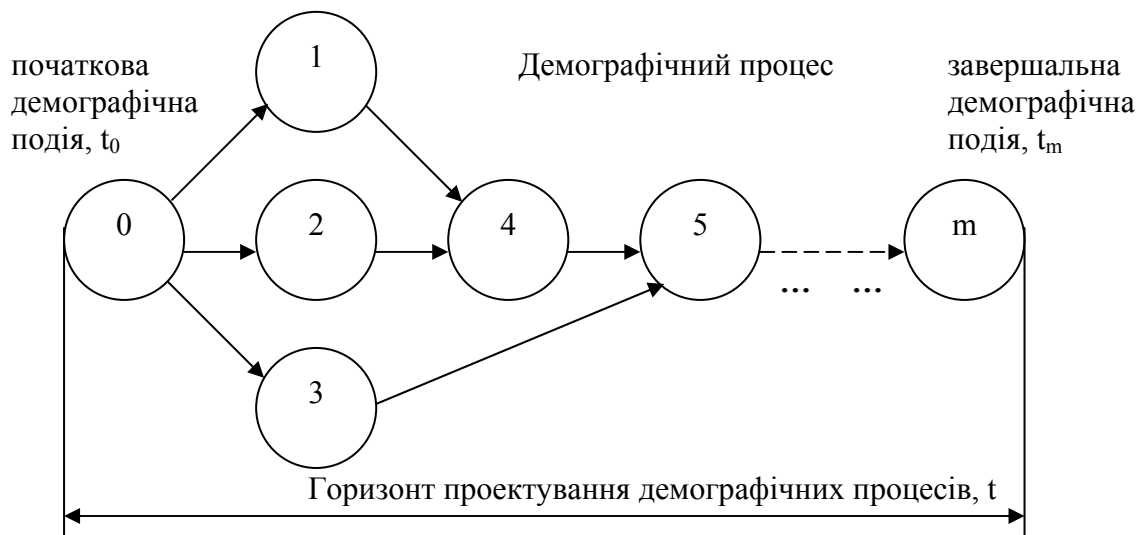 1
початкова
демографічна
подія, t₀
Демографічний процес
завершальна
демографічна
подія, tₘ
0
2
4
5
m
... ...
3
Горизонт проектування демографічних процесів, t